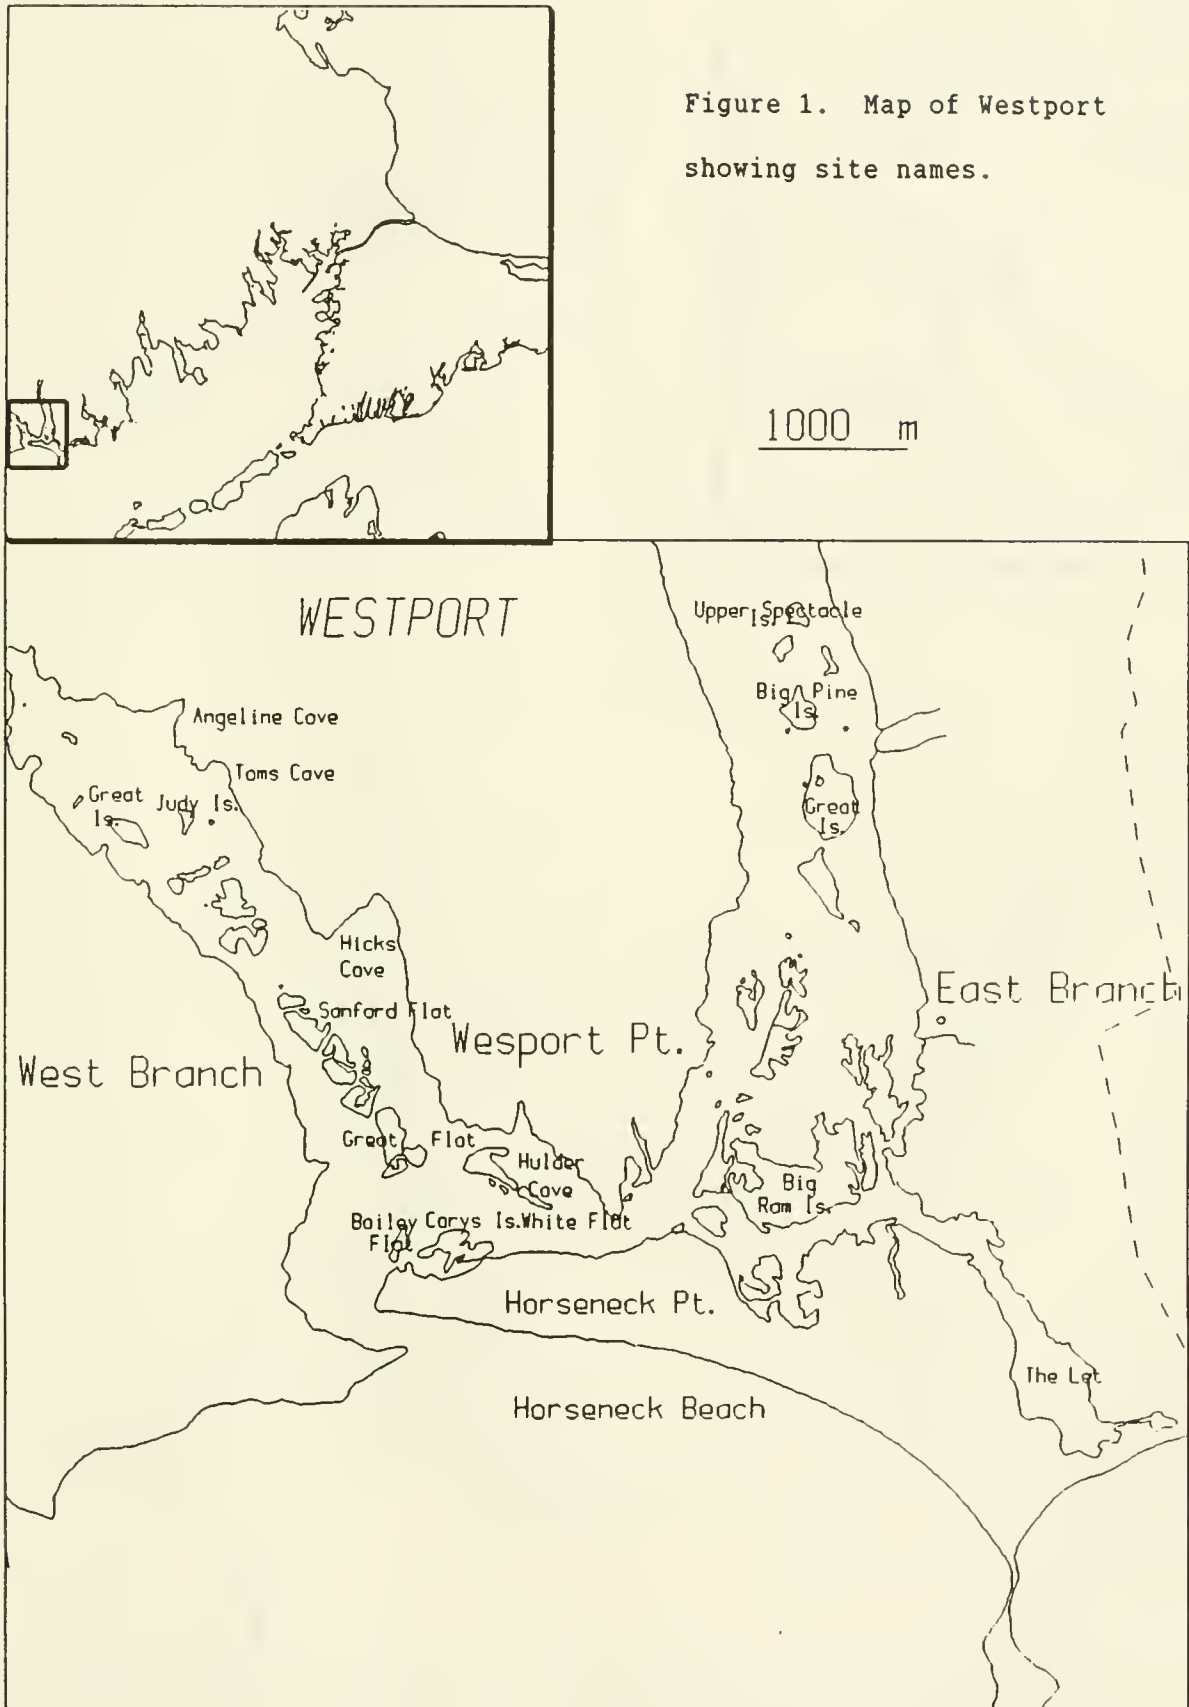 Figure 1. Map of Westport
showing site names.
1000 m
WESTPORT
Upper Spectacle
Is.
Big Pine
Is.
Angeline Cove
Toms Cove
Great
Is.
Judy Is.
Great
Is.
Hicks
Cove
Sanford Flat
East Branch
Wesport Pt.
West Branch
Great Flat
Hulder
Cove
Big
Ram Is.
Bailey
Flat
Corys Is.
White Flat
Horseneck Pt.
The Let
Horseneck Beach